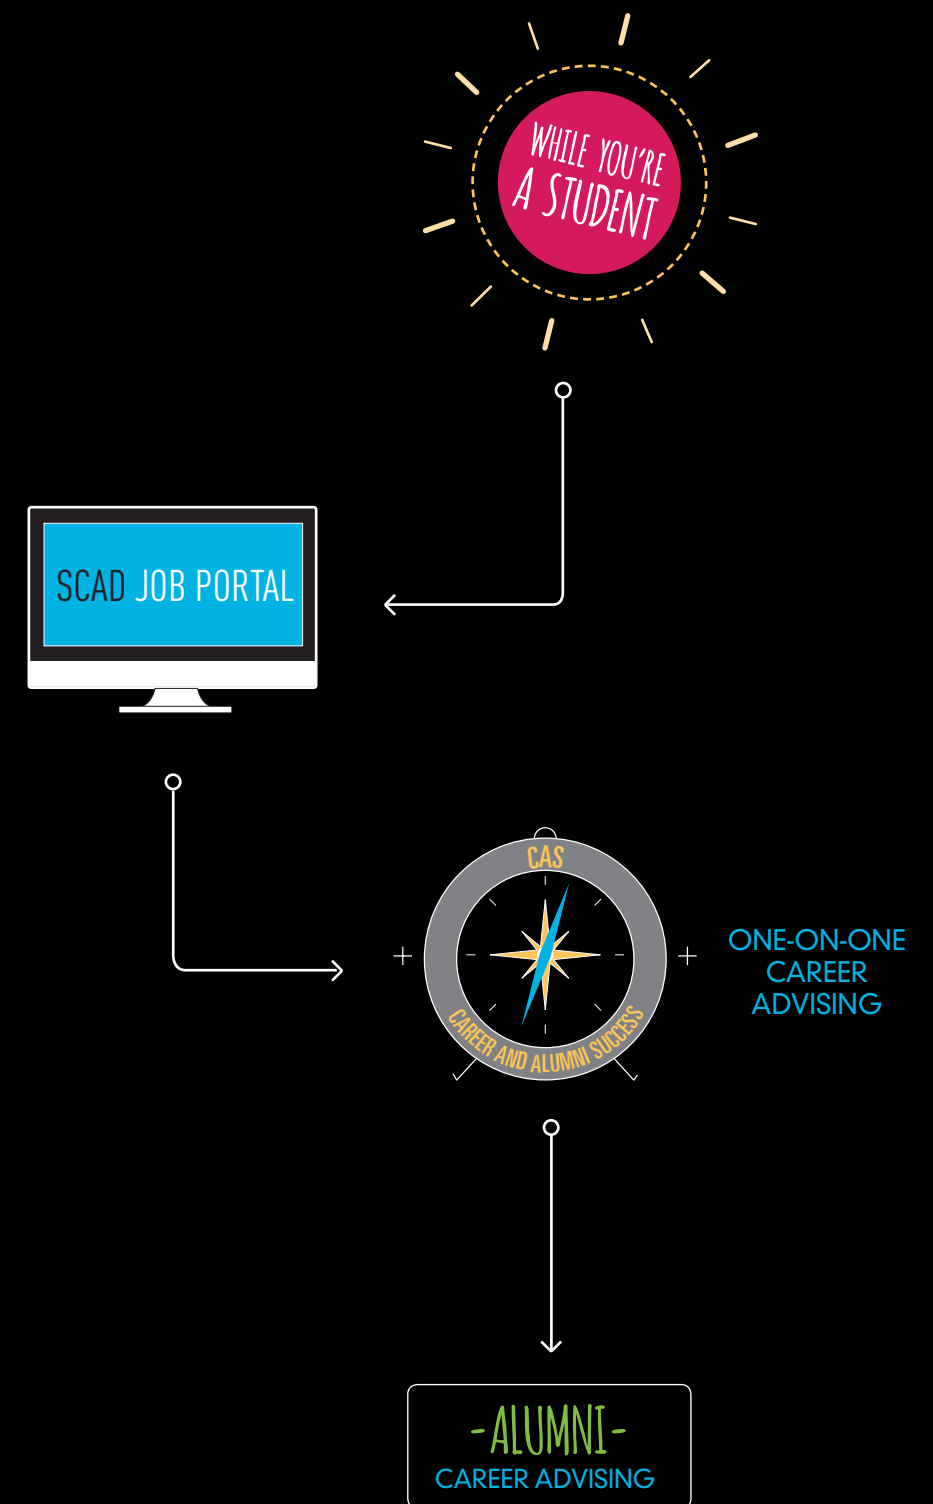 WHILE YOU'RE
A STUDENT
SCAD JOB PORTAL
CAS
CAREER AND ALUMNI SUCCESS
ONE-ON-ONE
CAREER
ADVISING
-ALUMNI-
CAREER ADVISING